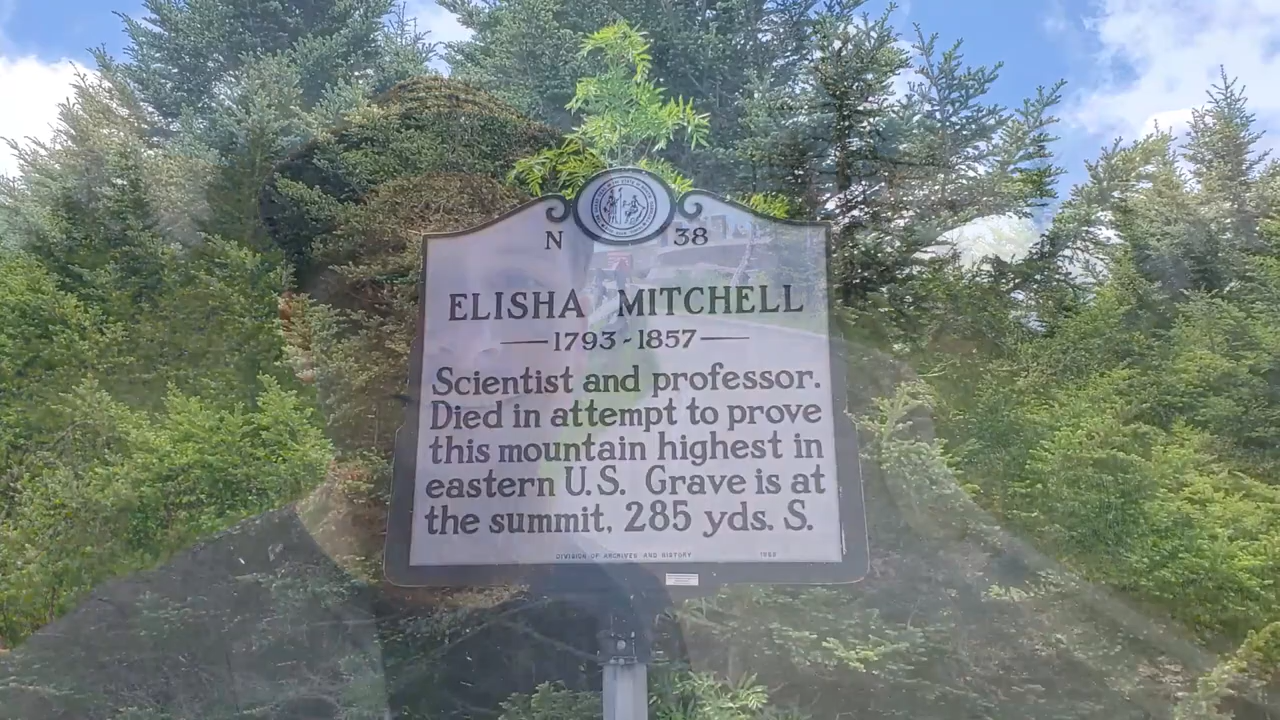 N 38
ELISHA MITCHELL
1793-1857
Scientist and professor.
Died in attempt to prove
this mountain highest in
eastern U.S. Grave is at
the summit, 285 yds. S.
DIVISION OF ARCHIVES AND HISTORY